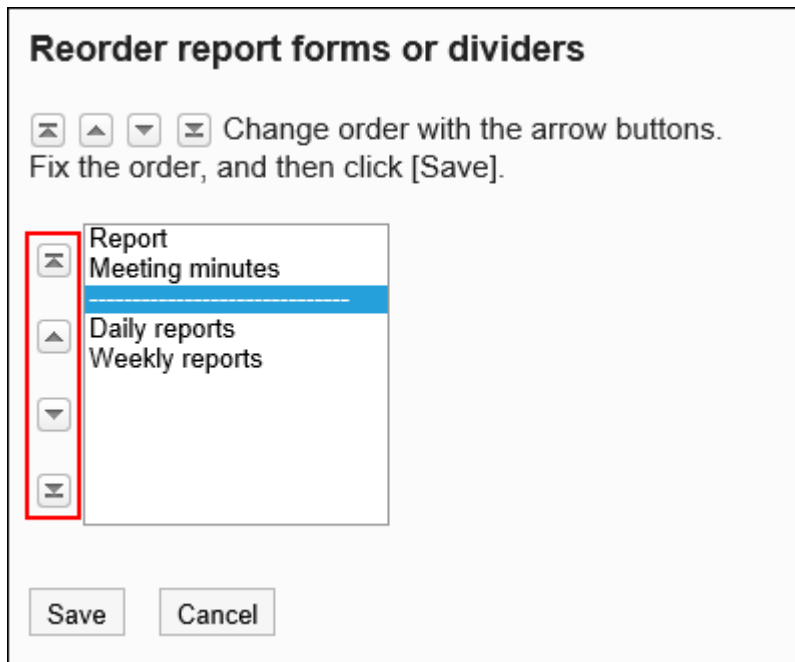 Reorder report forms or dividers
Change order with the arrow buttons.
Fix the order, and then click [Save].
Report
Meeting minutes
------------------------------
Daily reports
Weekly reports
Save
Cancel